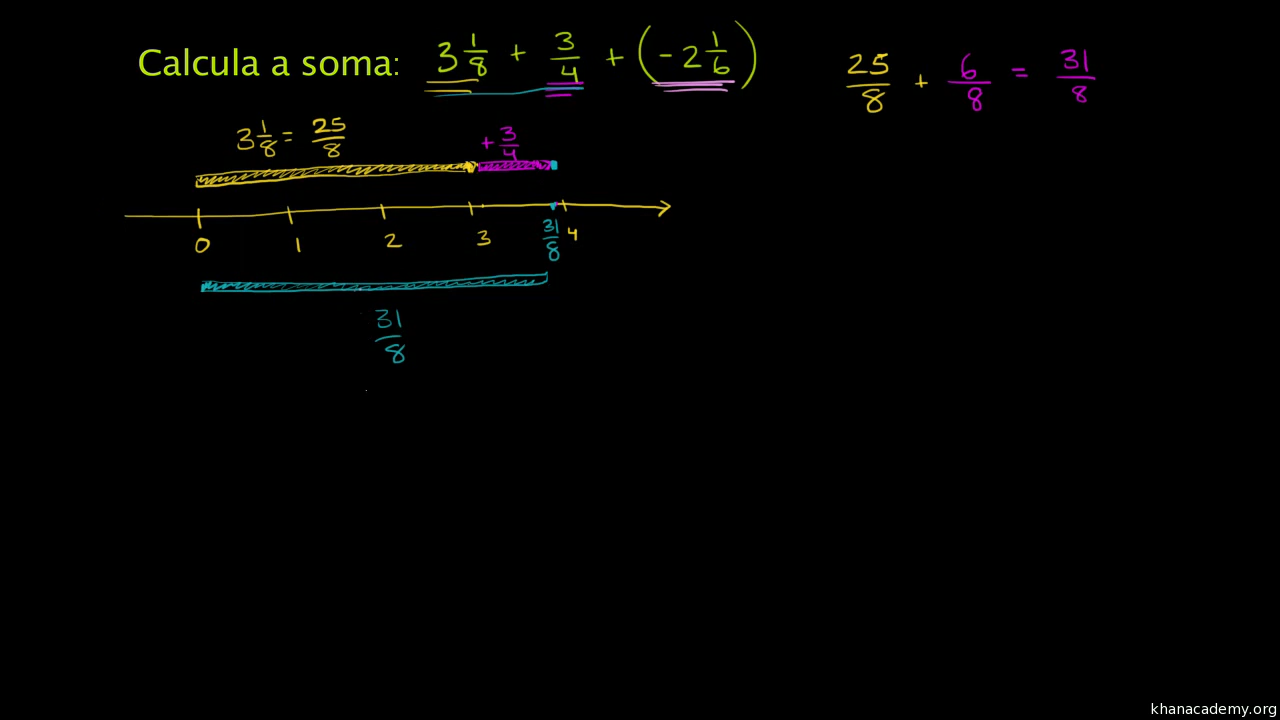 Calcula a soma: 3 1/8 + 3/4 + (-2 1/6)
25/8 + 6/8 = 31/8
3 1/8 = 25/8
+ 3/4
0 1 2 3 31/8 4
31/8
khanacademy.org